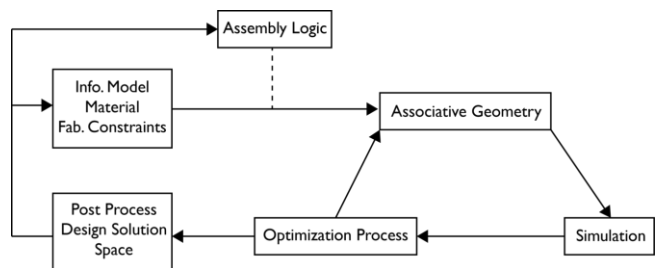 Assembly Logic
Info. Model
Material
Fab. Constraints
Associative Geometry
Post Process
Design Solution
Space
Optimization Process
Simulation